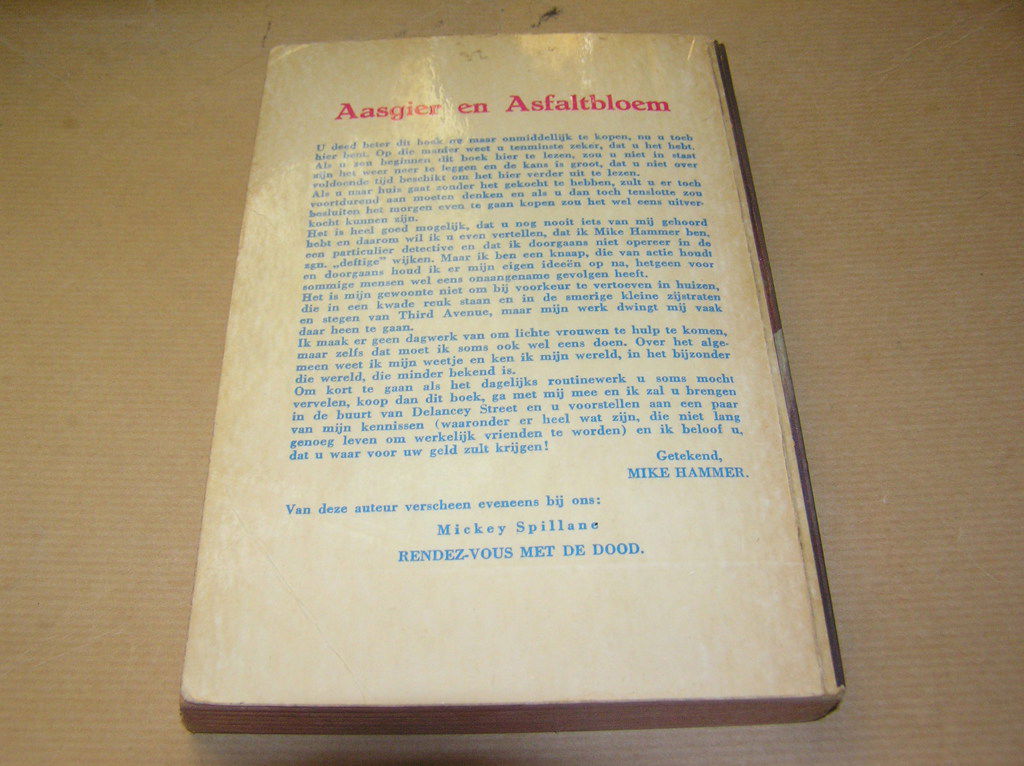 Aasgier en Asfaltbloem
U deed beter dit boek nu maar onmiddellijk te kopen, nu u toch
hier bent. Op die manier weet u tenminste zeker, dat u het hebt.
Als u zou beginnen dit boek hier te lezen, zou u niet in staat
zijn het weer neer te leggen en de kans is groot, dat u niet over
voldoende tijd beschikt om het hier verder uit te lezen.
Als u naar huis gaat zonder het gekocht te hebben, zult u er toch
voortdurend aan moeten denken en als u dan toch tenslotte zou
besluiten het morgen even te gaan kopen zou het wel eens uitver-
kocht kunnen zijn.
Het is heel goed mogelijk, dat u nog nooit iets van mij gehoord
hebt en daarom wil ik u even vertellen, dat ik Mike Hammer ben,
een particulier detective en dat ik doorgaans niet opereer in de
zgn. „deftige” wijken. Maar ik ben een knaap, die van actie houdt
en doorgaans houd ik er mijn eigen ideeën op na, hetgeen voor
sommige mensen wel eens onaangename gevolgen heeft.
Het is mijn gewoonte niet om bij voorkeur te vertoeven in huizen,
die in een kwade reuk staan en in de smerige kleine zijstraten
en stegen van Third Avenue, maar mijn werk dwingt mij vaak
daar heen te gaan.
Ik maak er geen dagwerk van om lichte vrouwen te hulp te komen,
maar zelfs dat moet ik soms ook wel eens doen. Over het alge-
meen weet ik mijn weetje en ken ik mijn wereld, in het bijzonder
die wereld, die minder bekend is.
Om kort te gaan als het dagelijks routinewerk u soms mocht
vervelen, koop dan dit boek, ga met mij mee en ik zal u brengen
in de buurt van Delancey Street en u voorstellen aan een paar
van mijn kennissen (waaronder er heel wat zijn, die niet lang
genoeg leven om werkelijk vrienden te worden) en ik beloof u,
dat u waar voor uw geld zult krijgen!
Getekend,
MIKE HAMMER.
Van deze auteur verscheen eveneens bij ons:
Mickey Spillane
RENDEZ-VOUS MET DE DOOD.